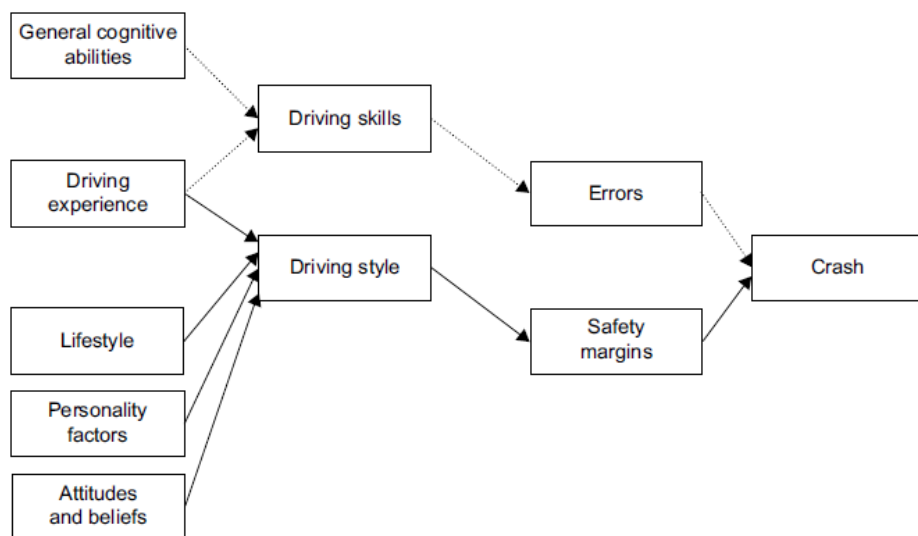 General cognitive
abilities
Driving skills
Driving
experience
Errors
Driving style
Crash
Lifestyle
Safety
margins
Personality
factors
Attitudes
and beliefs